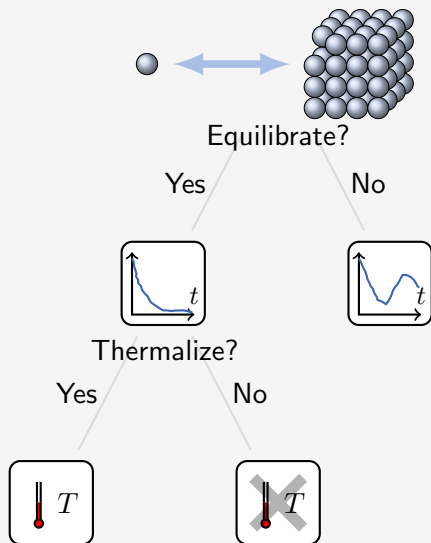 Equilibrate?
Yes
No
t
t
Thermalize?
Yes
No
T
T